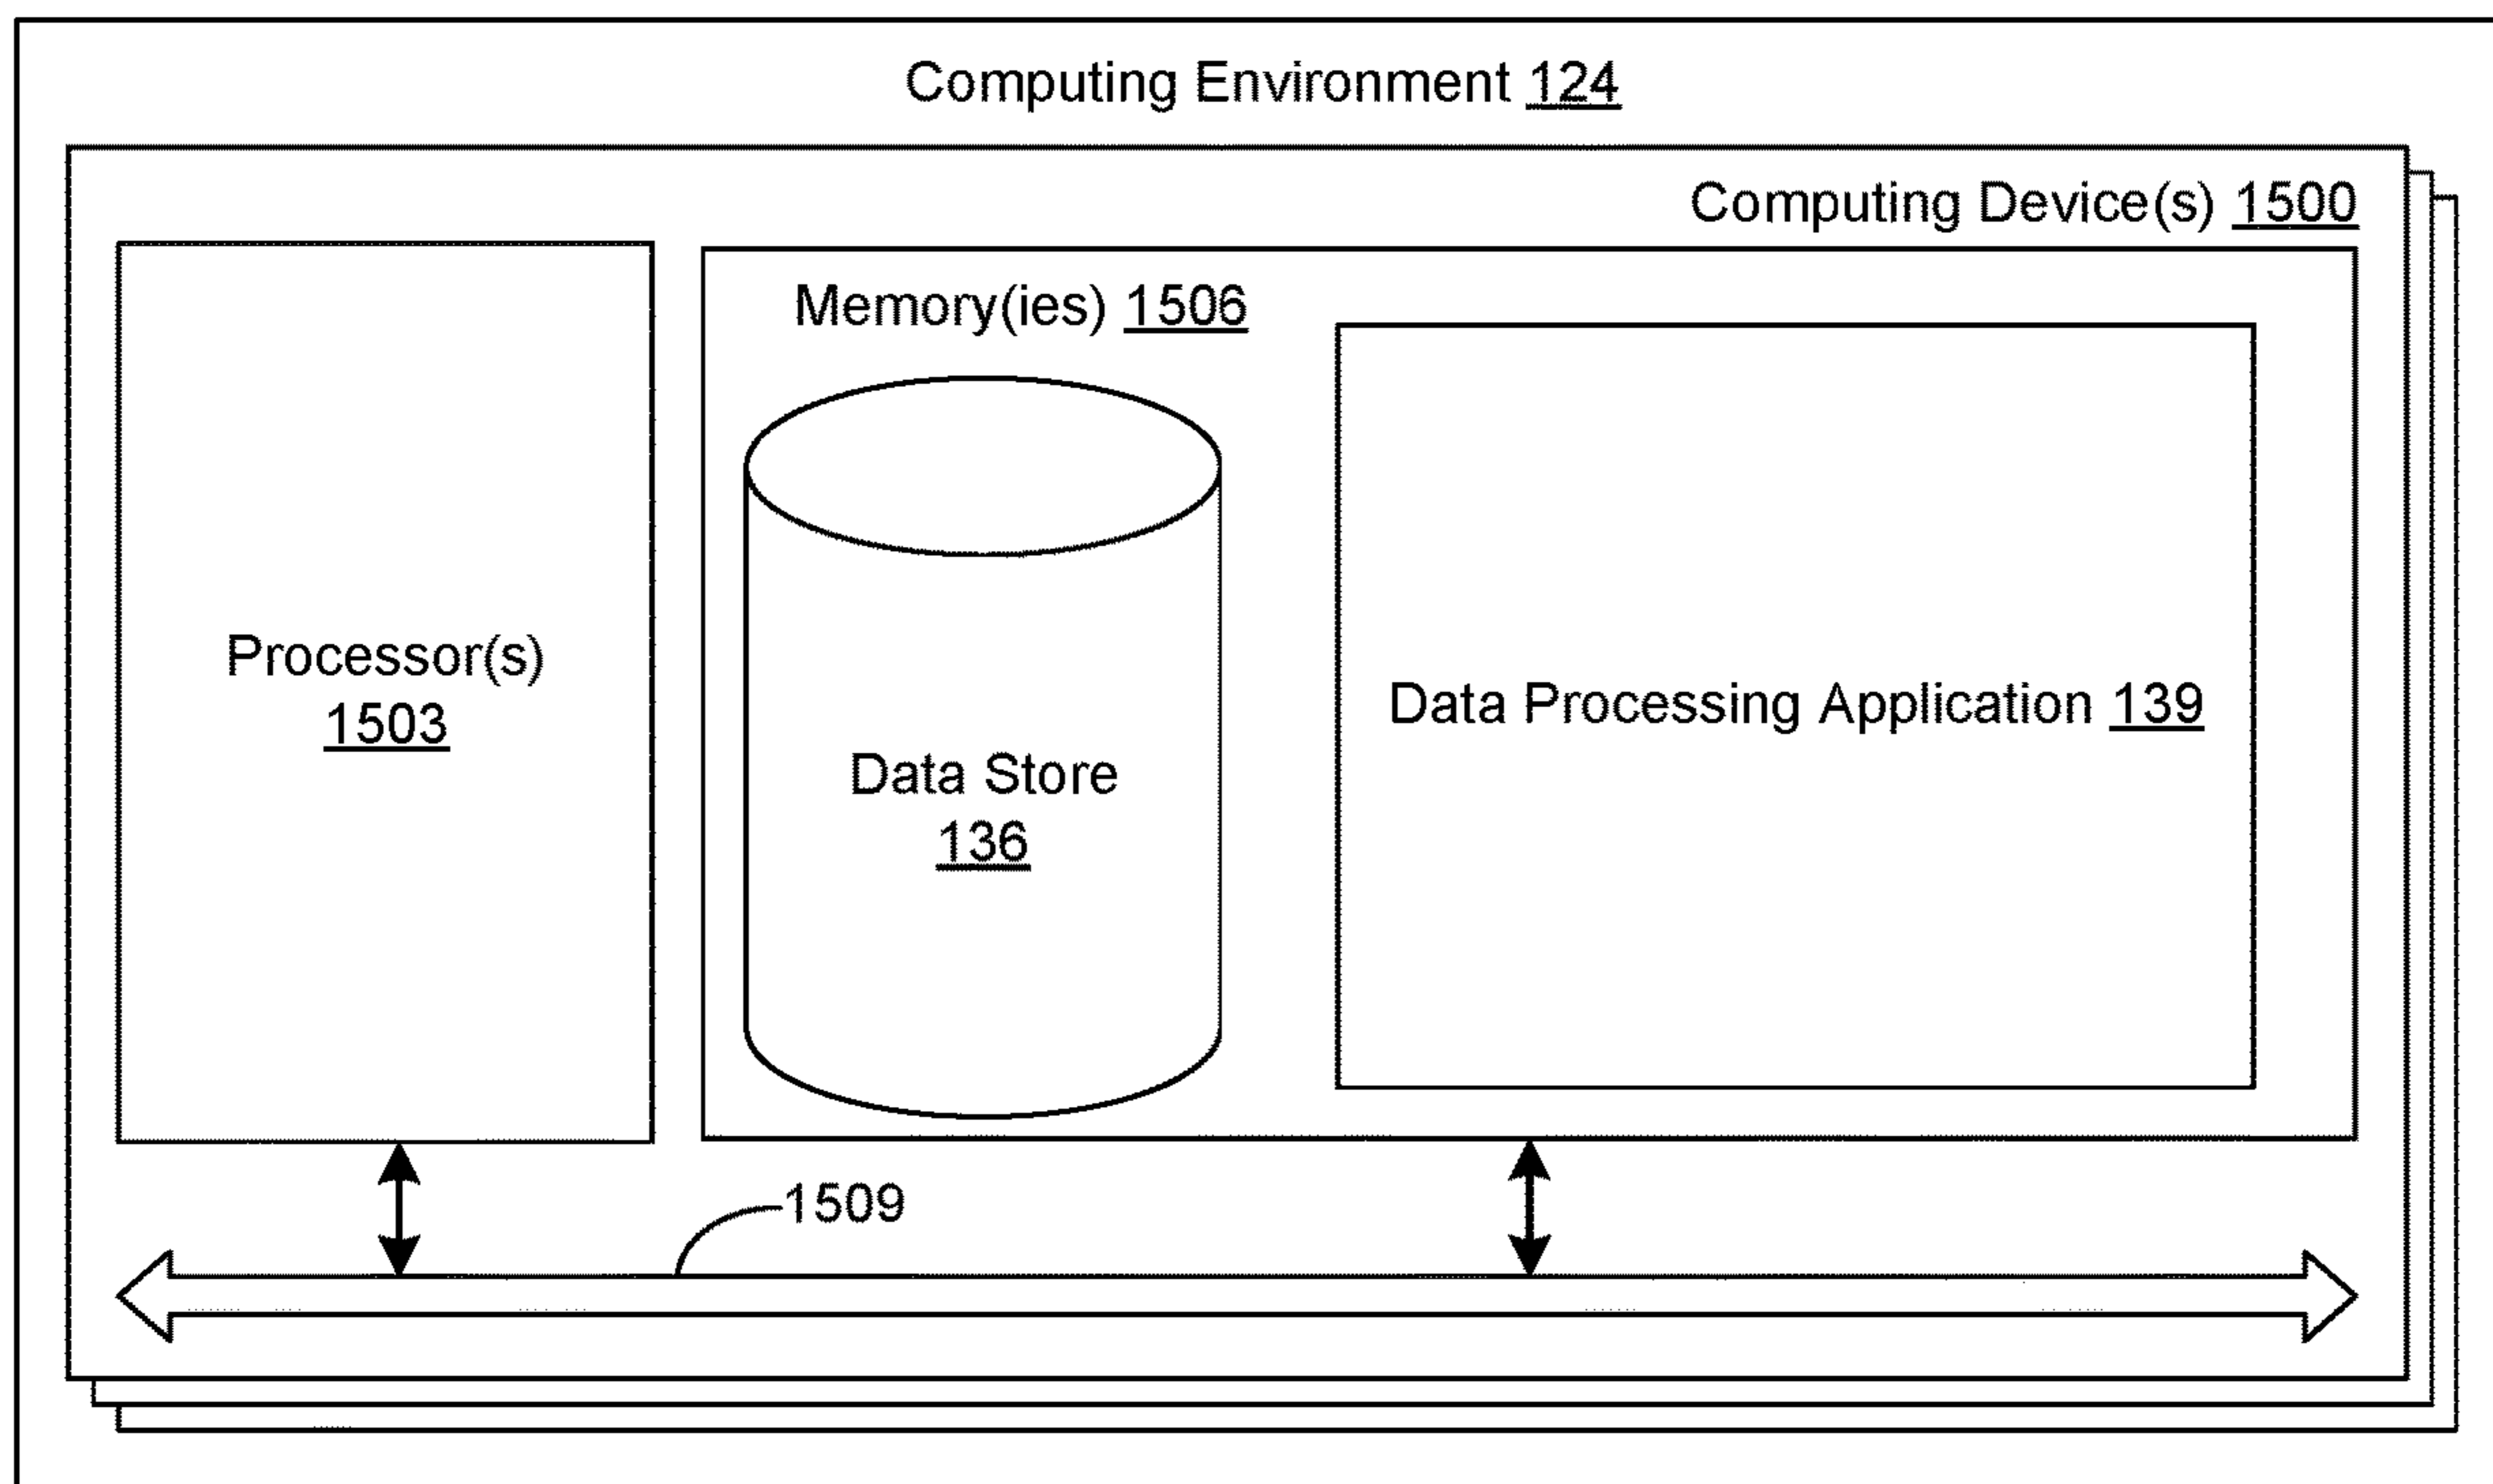 Computing Environment 124
Computing Device(s) 1500
Memory(ies) 1506
Processor(s)
1503
Data Processing Application 139
Data Store
136
1509